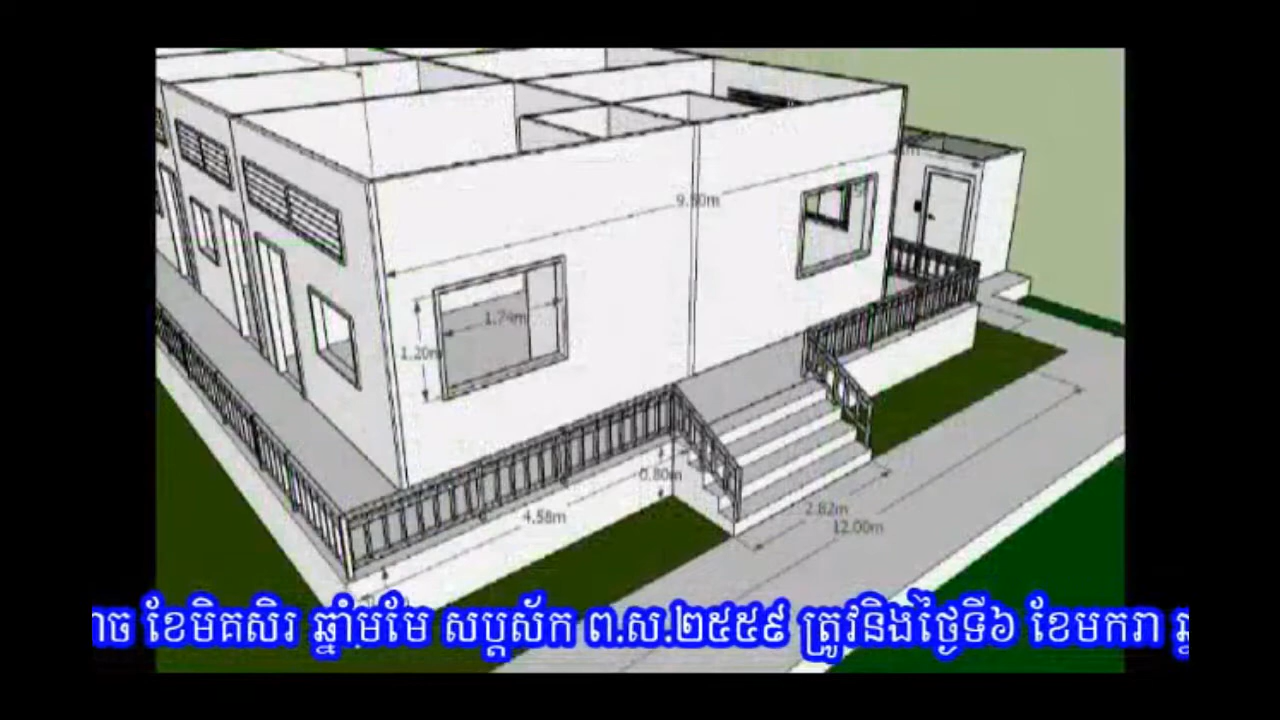 9.50m
1.74m
1.20m
0.80m
4.58m
2.82m
12.00m
ខែមិគសិរ ឆ្នាំមមែ សប្តស័ក ព.ស.២៥៥៩ ត្រូវនិងថ្ងៃទី៦ ខែមករា